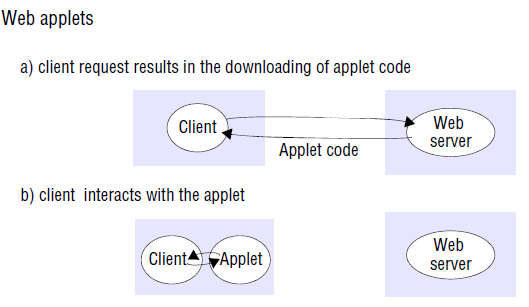 Web applets
a) client request results in the downloading of applet code
Client
Web
server
Applet code
b) client interacts with the applet
Client
Applet
Web
server